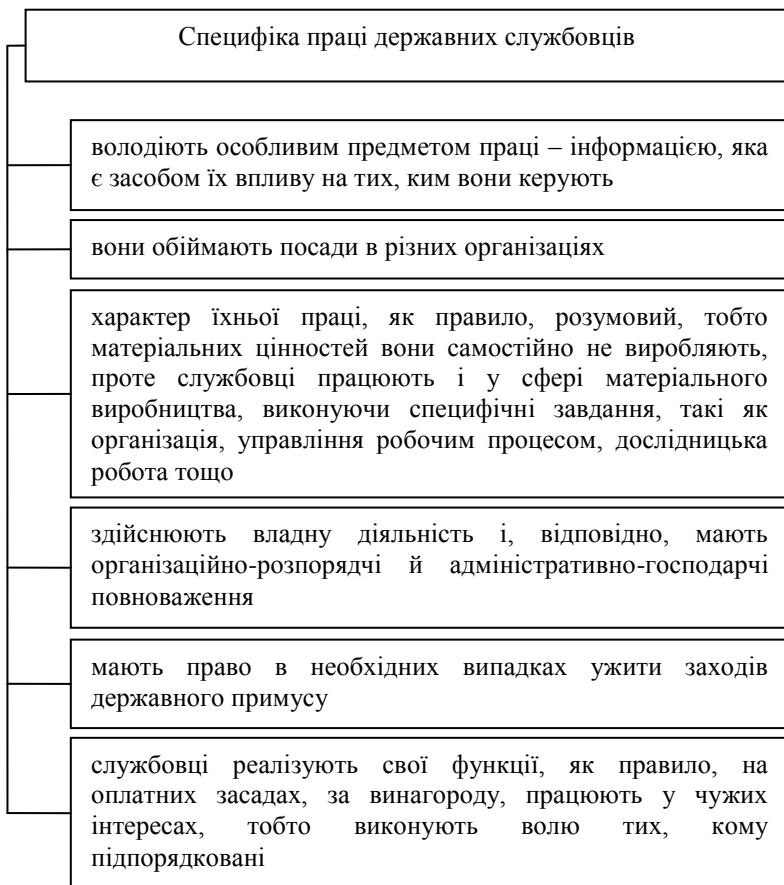 Специфіка праці державних службовців
володіють особливим предметом праці – інформацією, яка
є засобом їх впливу на тих, ким вони керують
вони обіймають посади в різних організаціях
характер їхньої праці, як правило, розумовий, тобто
матеріальних цінностей вони самостійно не виробляють,
проте службовці працюють і у сфері матеріального
виробництва, виконуючи специфічні завдання, такі як
організація, управління робочим процесом, дослідницька
робота тощо
здійснюють владну діяльність і, відповідно, мають
організаційно-розпорядчі й адміністративно-господарчі
повноваження
мають право в необхідних випадках ужити заходів
державного примусу
службовці реалізують свої функції, як правило, на
оплатних засадах, за винагороду, працюють у чужих
інтересах, тобто виконують волю тих, кому
підпорядковані